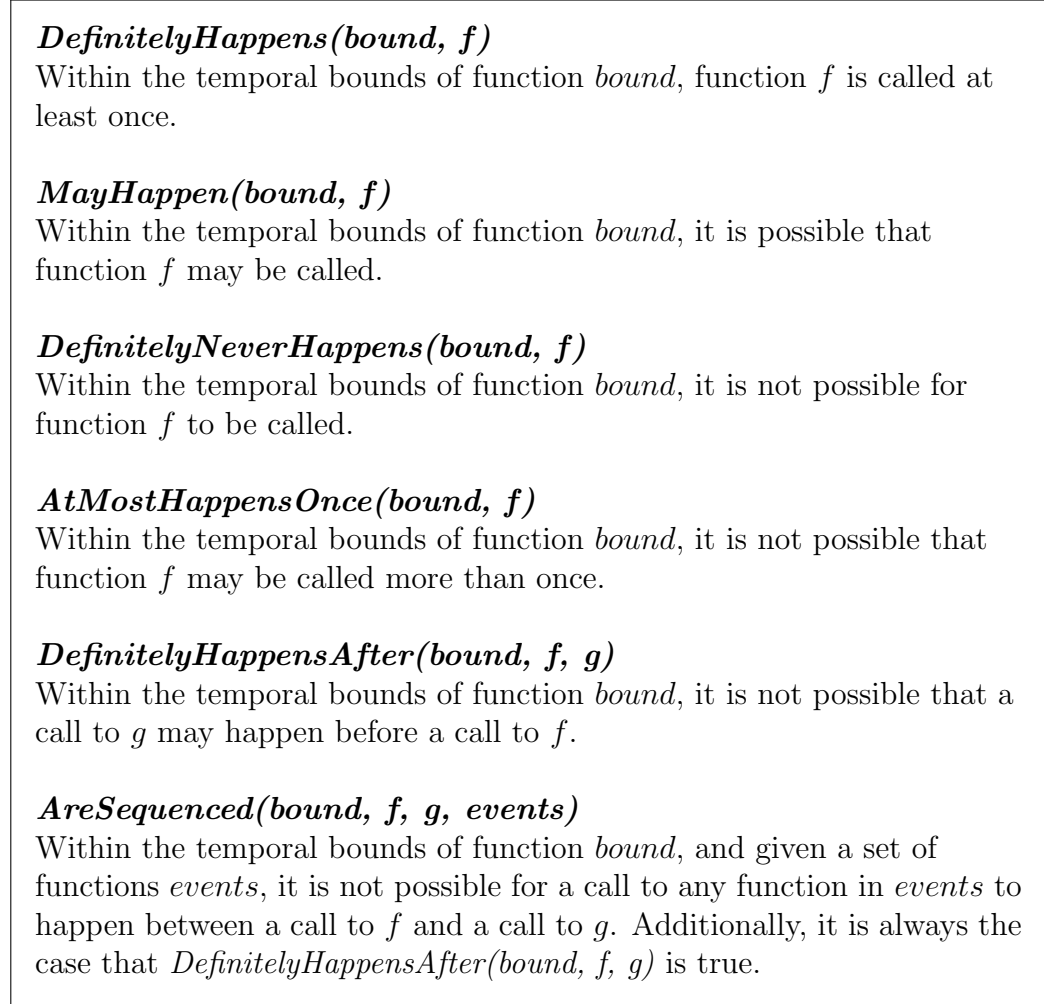 DefinitelyHappens(bound, f)
Within the temporal bounds of function bound, function f is called at
least once.
MayHappen(bound, f)
Within the temporal bounds of function bound, it is possible that
function f may be called.
DefinitelyNeverHappens(bound, f)
Within the temporal bounds of function bound, it is not possible for
function f to be called.
AtMostHappensOnce(bound, f)
Within the temporal bounds of function bound, it is not possible that
function f may be called more than once.
DefinitelyHappensAfter(bound, f, g)
Within the temporal bounds of function bound, it is not possible that a
call to g may happen before a call to f.
AreSequenced(bound, f, g, events)
Within the temporal bounds of function bound, and given a set of
functions events, it is not possible for a call to any function in events to
happen between a call to f and a call to g. Additionally, it is always the
case that DefinitelyHappensAfter(bound, f, g) is true.